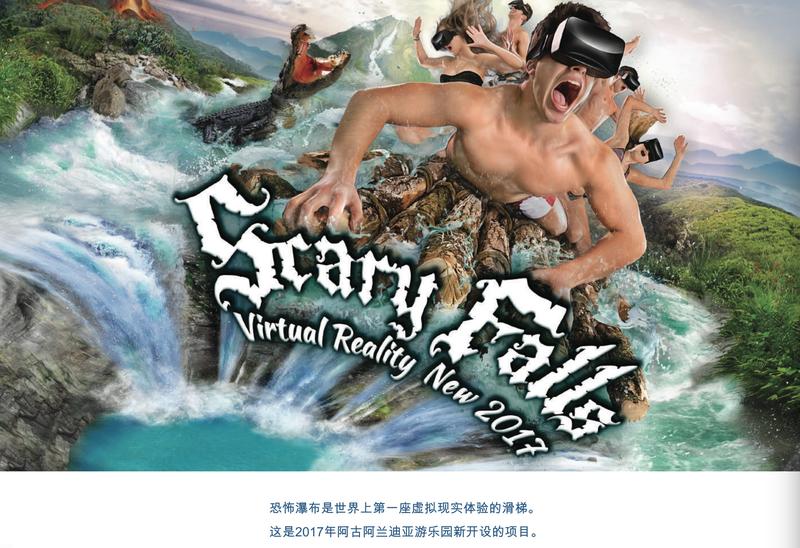 Scary Falls
Virtual Reality New 2017
恐怖瀑布是世界上第一座虚拟现实体验的滑梯。
这是2017年阿古阿兰迪亚游乐园新开设的项目。